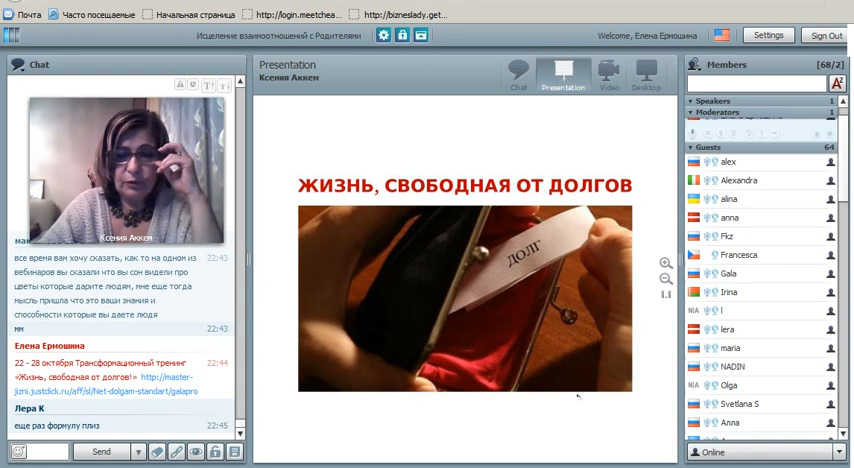 Почта
Часто посещаемые
Начальная страница
http://login.meetchea...
http://bizneslady.get...
Исцеление взаимоотношений с Родителями
Welcome, Елена Ермошина
Settings
Sign Out
Chat
Ксения Аккем
все время вам хочу сказать, как то на одном из
22:43
вебинаров вы сказали что вы сон видели про
цветы которые дарите людям, мне еще тогда
мысль пришла что это ваши знания и
способности которые вы даете людя
мм
22:43
Елена Ермошина
22 - 28 октября Трансформационный тренинг
22:44
«Жизнь, свободная от долгов!» http://master-
jizni.justclick.ru/aff/sl/Net-dolgam-standart/galapro
Лера К
еще раз формулу плиз
22:45
Send
Presentation
Ксения Аккем
Chat
Presentation
Video
Desktop
ЖИЗНЬ, СВОБОДНАЯ ОТ ДОЛГОВ
ДОЛГ
1:1
Members
[68/2]
Speakers 1
Moderators 1
Guests 64
alex
Alexandra
alina
anna
Fkz
Francesca
Gala
Irina
N/A l
lera
maria
NADIN
N/A Olga
Svetlana S
Алла
Online